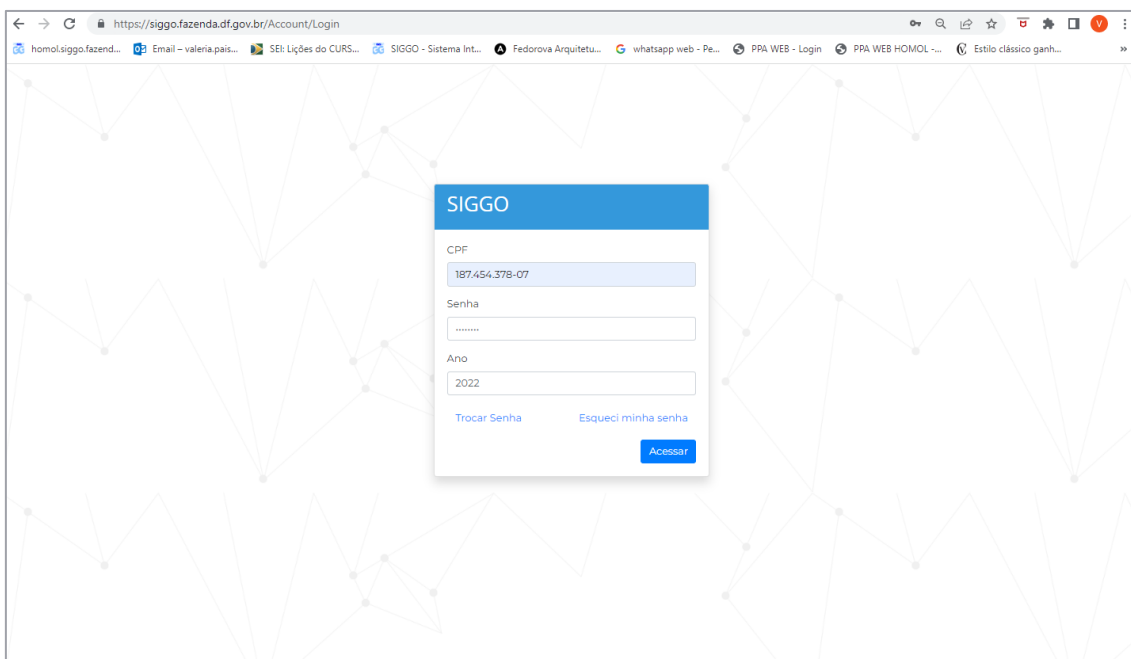 https://siggo.fazenda.df.gov.br/Account/Login
homol.siggo.fazend... Email – valeria.pais... SEI: Lições do CURS... SIGGO - Sistema Int... Fedorova Arquitetu... whatsapp web - Pe... PPA WEB - Login PPA WEB HOMOL -... Estilo clássico ganh... »
SIGGO
CPF
187.454.378-07
Senha
········
Ano
2022
Trocar Senha Esqueci minha senha
Acessar